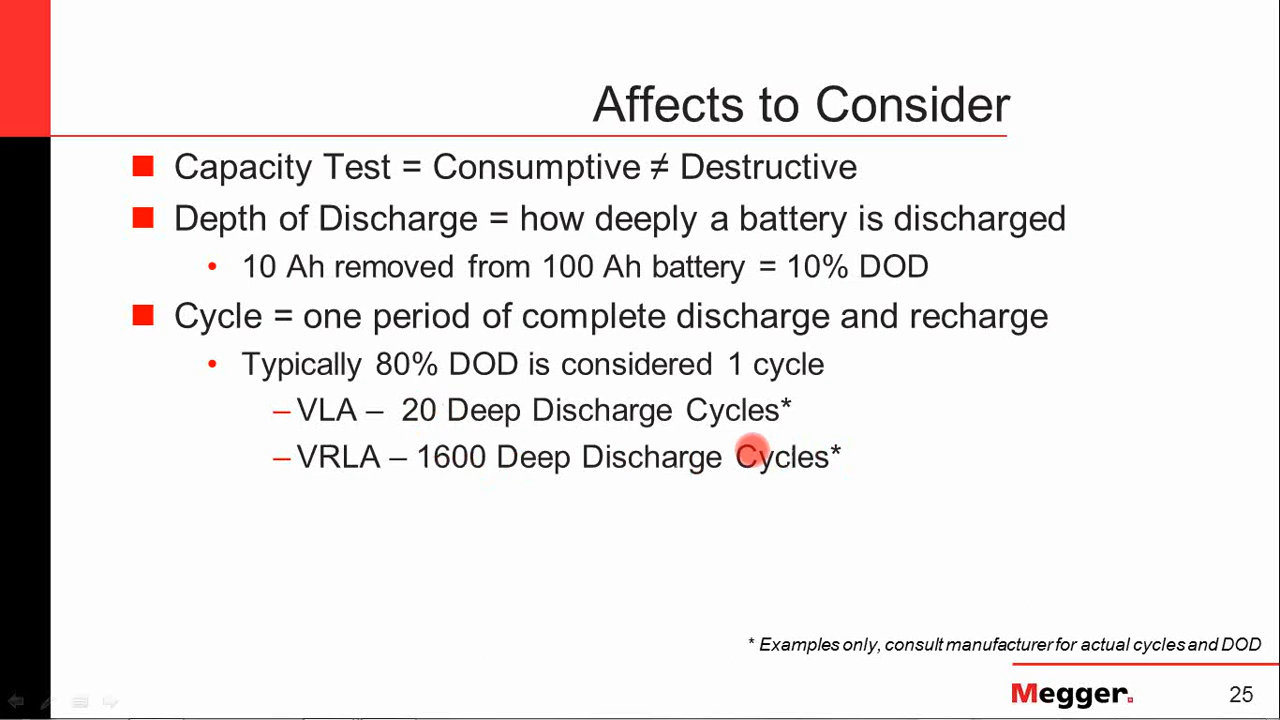 Affects to Consider
Capacity Test = Consumptive ≠ Destructive
Depth of Discharge = how deeply a battery is discharged
• 10 Ah removed from 100 Ah battery = 10% DOD
Cycle = one period of complete discharge and recharge
• Typically 80% DOD is considered 1 cycle
– VLA – 20 Deep Discharge Cycles*
– VRLA – 1600 Deep Discharge Cycles*
* Examples only, consult manufacturer for actual cycles and DOD
Megger.
25